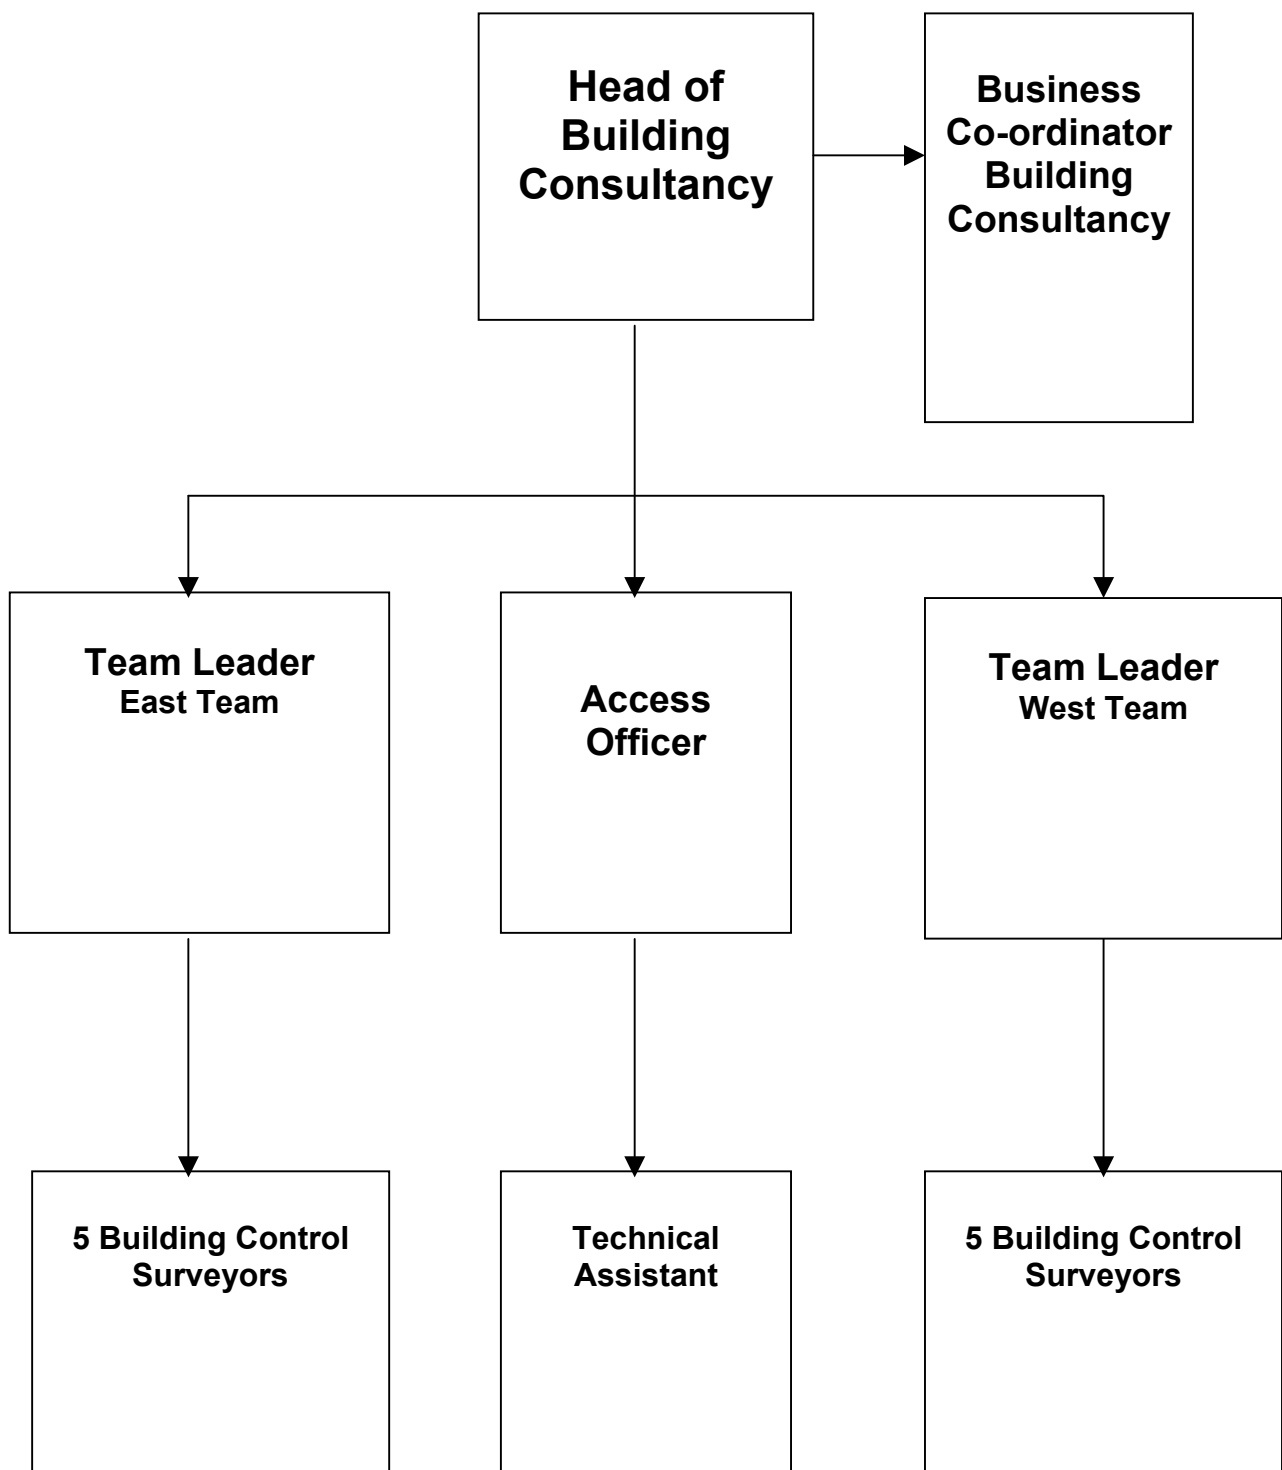 Head of
Building
Consultancy
Business
Co-ordinator
Building
Consultancy
Team Leader
East Team
Access
Officer
Team Leader
West Team
5 Building Control
Surveyors
Technical
Assistant
5 Building Control
Surveyors